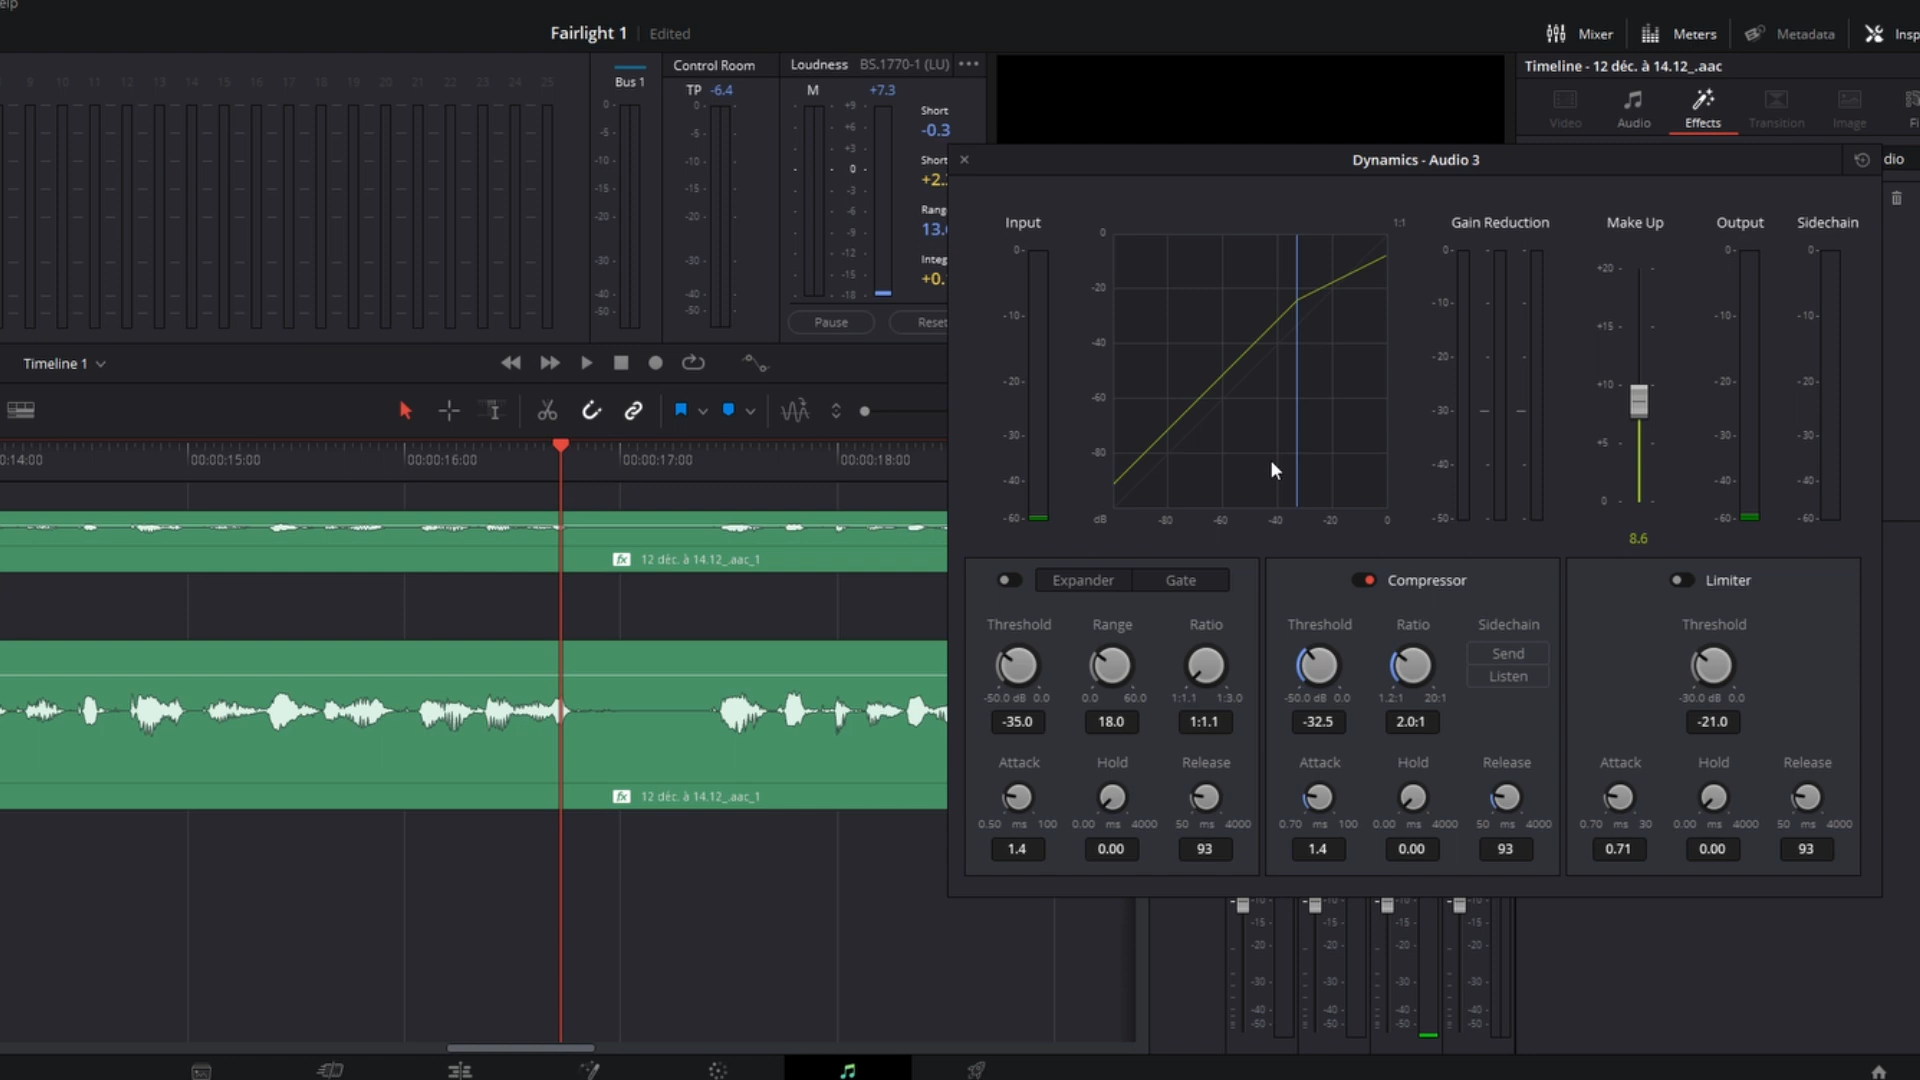 elp
Fairlight 1 Edited
Mixer Meters Metadata Insp
9 10 11 12 13 14 15 16 17 18 19 20 21 22 23 24 25
Bus 1
0 -5 -10 -15 -20 -30 -40 -50
Control Room
TP -6.4
0 -5 -10 -15 -20 -30 -40 -50
Loudness BS.1770-1 (LU)
M +7.3
+9 +6 +3 0 -3 -6 -9 -12 -15 -18
Short
-0.3
Short
+2.
Rang
13.
Integ
+0.
Pause Reset
Timeline - 12 déc. à 14.12_.aac
Video Audio Effects Transition Image Fi
dio
Timeline 1
0:14:00 00:00:15:00 00:00:16:00 00:00:17:00 00:00:18:00
fx 12 déc. à 14.12_.aac_1
fx 12 déc. à 14.12_.aac_1
Dynamics - Audio 3
Input
0 -10 -20 -30 -40 -60
1:1
0 -20 -40 -60 -80
dB -80 -60 -40 -20 0
Gain Reduction
0 -10 -20 -30 -40 -50
Make Up
+20 +15 +10 +5 0
8.6
Output
0 -10 -20 -30 -40 -60
Sidechain
0 -10 -20 -30 -40 -60
Expander Gate
Threshold Range Ratio
-50.0 dB 0.0 0.0 60.0 1:1.1 1:3.0
-35.0 18.0 1:1.1
Attack Hold Release
0.50 ms 100 0.00 ms 4000 50 ms 4000
1.4 0.00 93
Compressor
Threshold Ratio Sidechain
Send
Listen
-50.0 dB 0.0 1.2:1 20:1
-32.5 2.0:1
Attack Hold Release
0.70 ms 100 0.00 ms 4000 50 ms 4000
1.4 0.00 93
Limiter
Threshold
-30.0 dB 0.0
-21.0
Attack Hold Release
0.70 ms 30 0.00 ms 4000 50 ms 4000
0.71 0.00 93
-10 -10 -10 -10
-15 -15 -15 -15
-20 -20 -20 -20
-30 -30 -30 -30
-40 -40 -40 -40
-50 -50 -50 -50